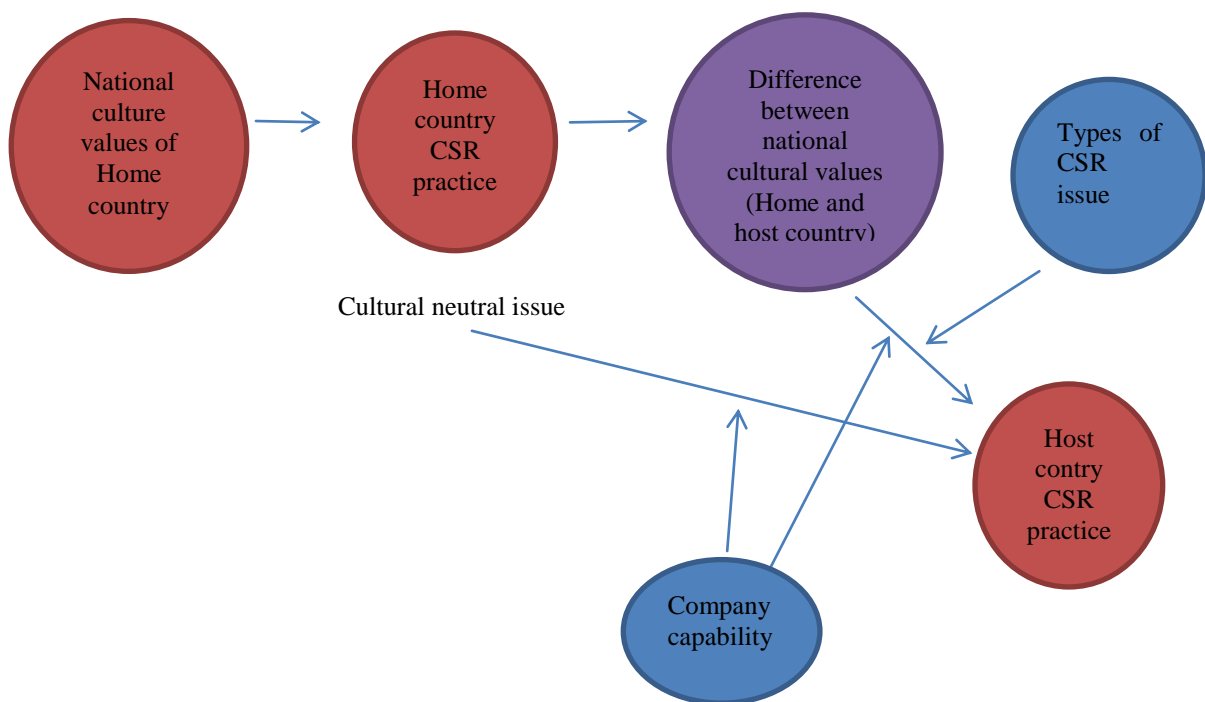 National
culture
values of
Home
country
Home
country
CSR
practice
Difference
between
national
cultural values
(Home and
host country)
Types of
CSR
issue
Cultural neutral issue
Host
contry
CSR
practice
Company
capability